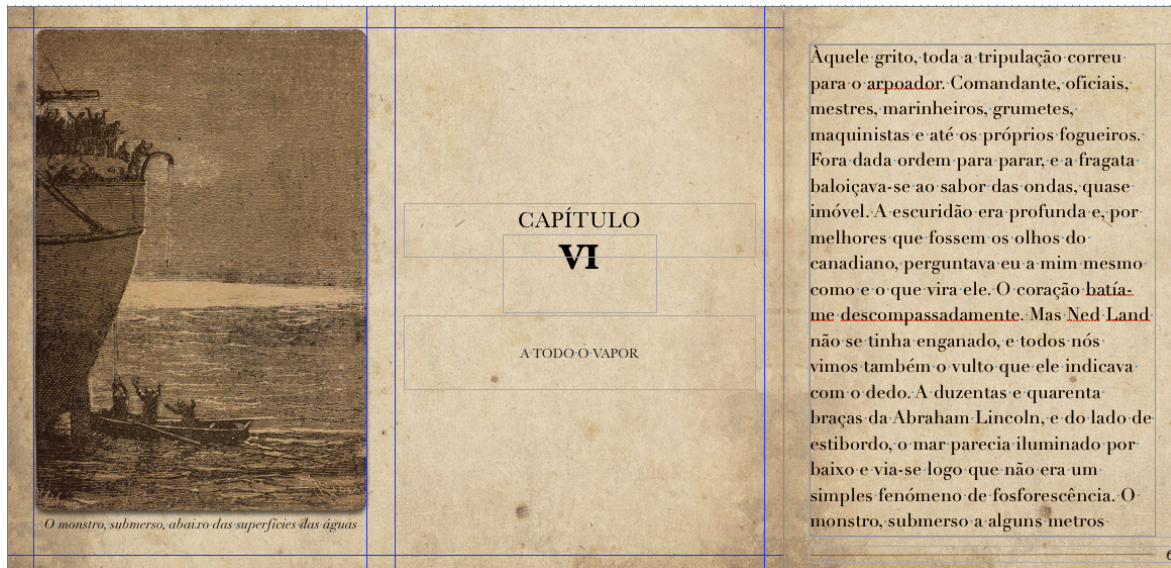 O monstro, submerso, abaixo das superfícies das águas
CAPÍTULO
VI
A TODO O VAPOR
Àquele grito, toda a tripulação correu
para o arpoador. Comandante, oficiais,
mestres, marinheiros, grumetes,
maquinistas e até os próprios fogueiros.
Fora dada ordem para parar, e a fragata
baloiçava-se ao sabor das ondas, quase
imóvel. A escuridão era profunda e, por
melhores que fossem os olhos do
canadiano, perguntava eu a mim mesmo
como e o que vira ele. O coração batía-
me descompassadamente. Mas Ned Land
não se tinha enganado, e todos nós
vimos também o vulto que ele indicava
com o dedo. A duzentas e quarenta
braças da Abraham Lincoln, e do lado de
estibordo, o mar parecia iluminado por
baixo e via-se logo que não era um
simples fenómeno de fosforescência. O
monstro, submerso a alguns metros